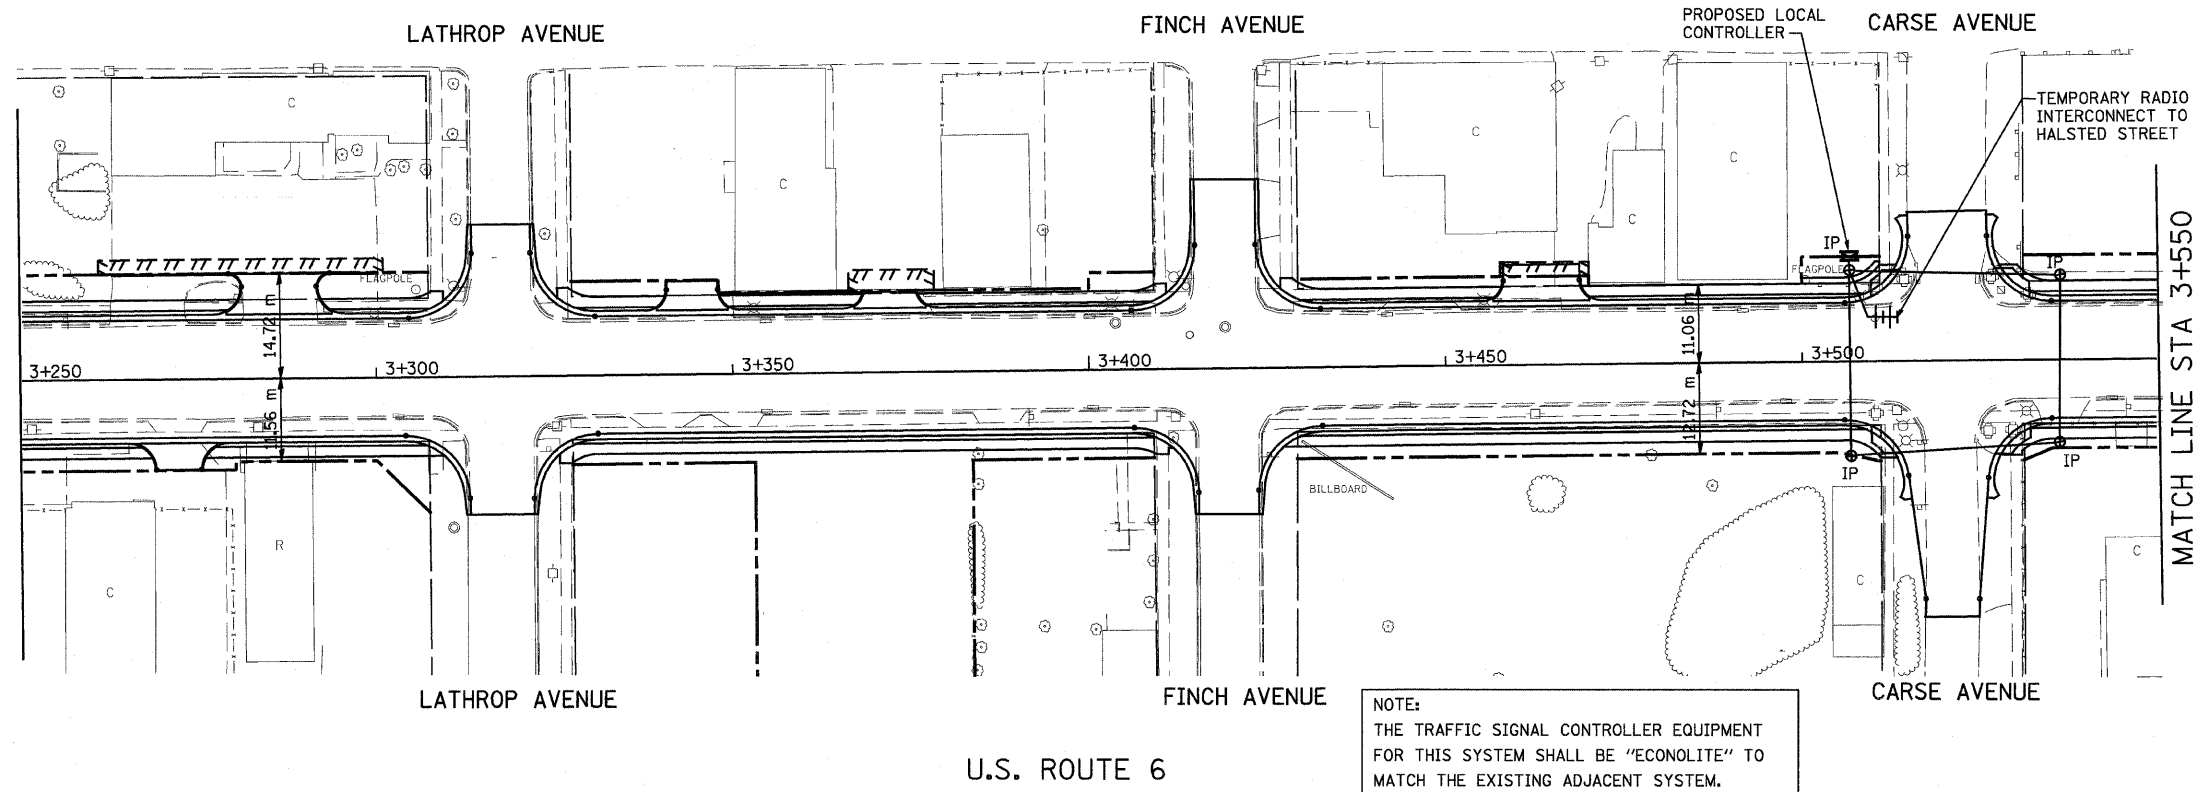 LATHROP AVENUE
FINCH AVENUE
PROPOSED LOCAL
CONTROLLER
CARSE AVENUE
TEMPORARY RADIO
INTERCONNECT TO
HALSTED STREET
C
C
C
C
C
IP
IP
FLAGPOLE
FLAGPOLE
14.72 m
11.06 m
3+250
3+300
3+350
3+400
3+450
3+500
11.56 m
12.72 m
MATCH LINE STA 3+550
IP
IP
BILLBOARD
R
C
C
C
LATHROP AVENUE
FINCH AVENUE
CARSE AVENUE
NOTE:
THE TRAFFIC SIGNAL CONTROLLER EQUIPMENT
FOR THIS SYSTEM SHALL BE "ECONOLITE" TO
MATCH THE EXISTING ADJACENT SYSTEM.
U.S. ROUTE 6